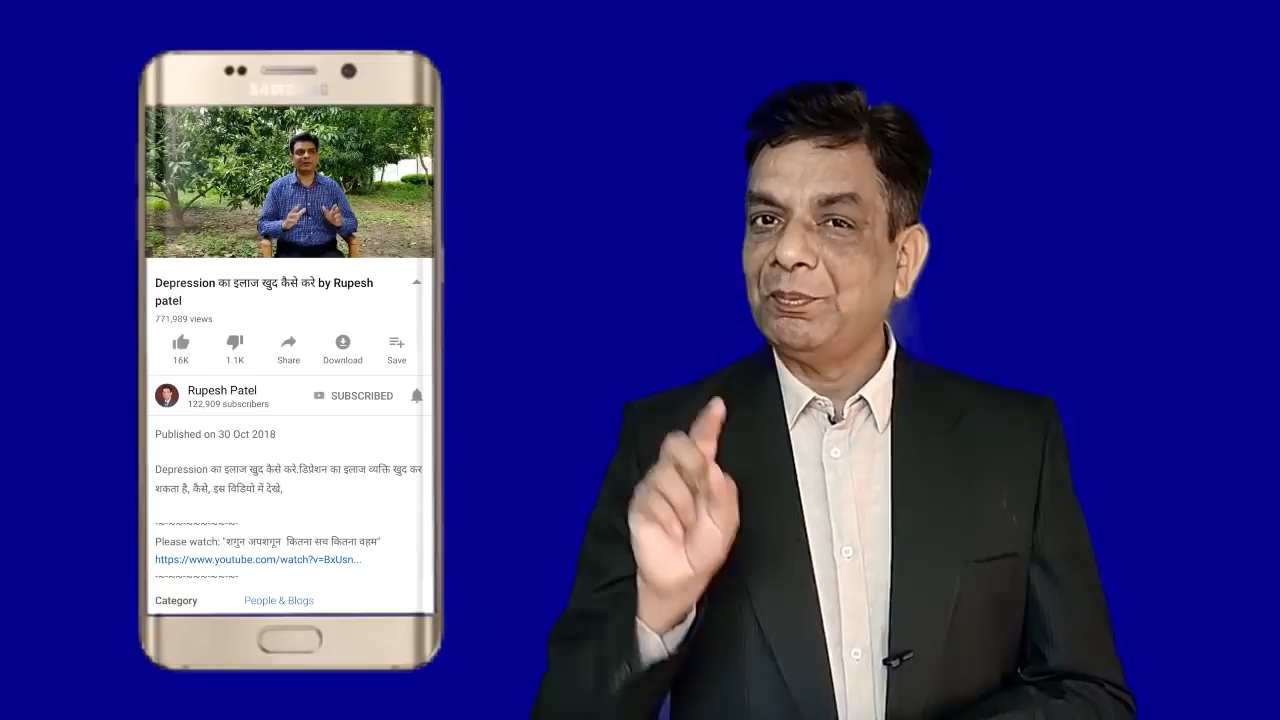 SAMSUNG
Depression का इलाज खुद कैसे करे by Rupesh
patel
771,989 views
16K 1.1K Share Download Save
Rupesh Patel SUBSCRIBED
122,909 subscribers
Published on 30 Oct 2018
Depression का इलाज खुद कैसे करे.डिप्रेशन का इलाज व्यक्ति खुद कर
शकता है, कैसे, इस विडियो में देखे,
-~-~~-~~~-~~-~-
Please watch: "शगुन अपशगून कितना सच कितना वहम"
https://www.youtube.com/watch?v=BxUsn...
-~-~~-~~~-~~-~-
Category People & Blogs